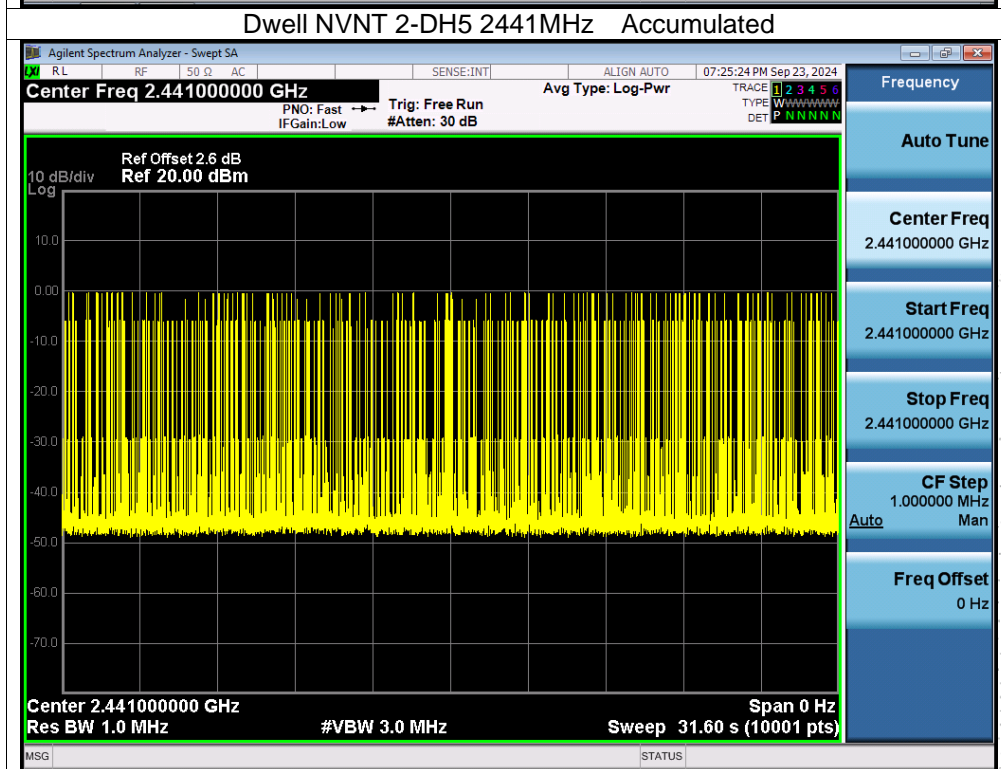 Dwell NVNT 2-DH5 2441MHz Accumulated
Agilent Spectrum Analyzer - Swept SA
LXI RL RF 50 Ω AC SENSE:INT ALIGN AUTO 07:25:24 PM Sep 23, 2024
Center Freq 2.441000000 GHz
PNO: Fast
IFGain:Low
Trig: Free Run
#Atten: 30 dB
Avg Type: Log-Pwr
TRACE 1 2 3 4 5 6
TYPE WWWWWWW
DET P N N N N N
Ref Offset 2.6 dB
10 dB/div Ref 20.00 dBm
Log
10.0
0.00
-10.0
-20.0
-30.0
-40.0
-50.0
-60.0
-70.0
Center 2.441000000 GHz Span 0 Hz
Res BW 1.0 MHz #VBW 3.0 MHz Sweep 31.60 s (10001 pts)
MSG STATUS
Frequency
Auto Tune
Center Freq
2.441000000 GHz
Start Freq
2.441000000 GHz
Stop Freq
2.441000000 GHz
CF Step
1.000000 MHz
Auto Man
Freq Offset
0 Hz